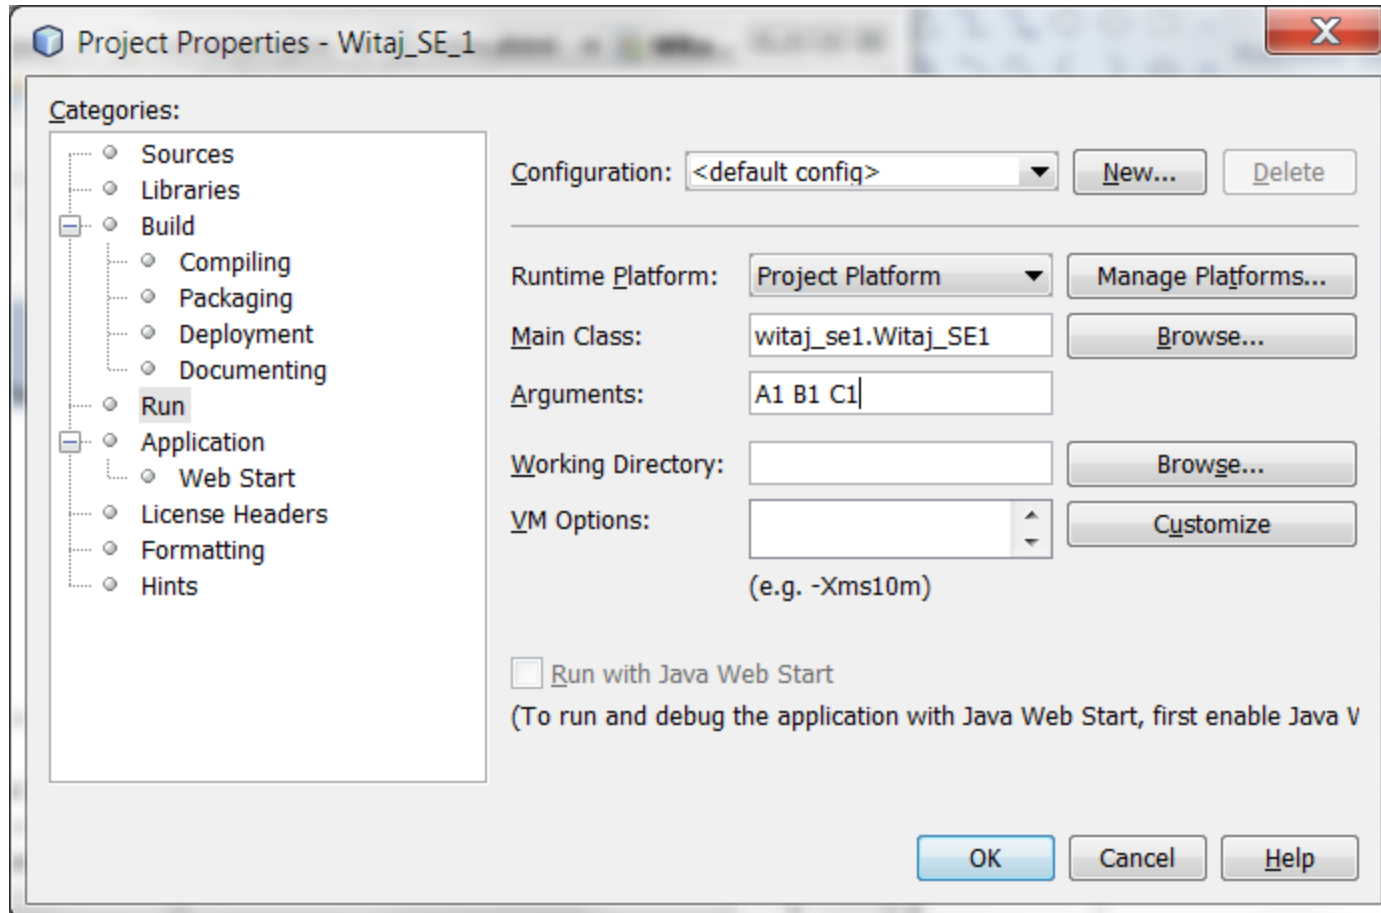 Project Properties - Witaj_SE_1
Categories:
Sources
Libraries
Build
Compiling
Packaging
Deployment
Documenting
Run
Application
Web Start
License Headers
Formatting
Hints
Configuration: <default config> New... Delete
Runtime Platform: Project Platform Manage Platforms...
Main Class: witaj_se1.Witaj_SE1 Browse...
Arguments: A1 B1 C1
Working Directory: Browse...
VM Options: Customize
(e.g. -Xms10m)
Run with Java Web Start
(To run and debug the application with Java Web Start, first enable Java
OK Cancel Help